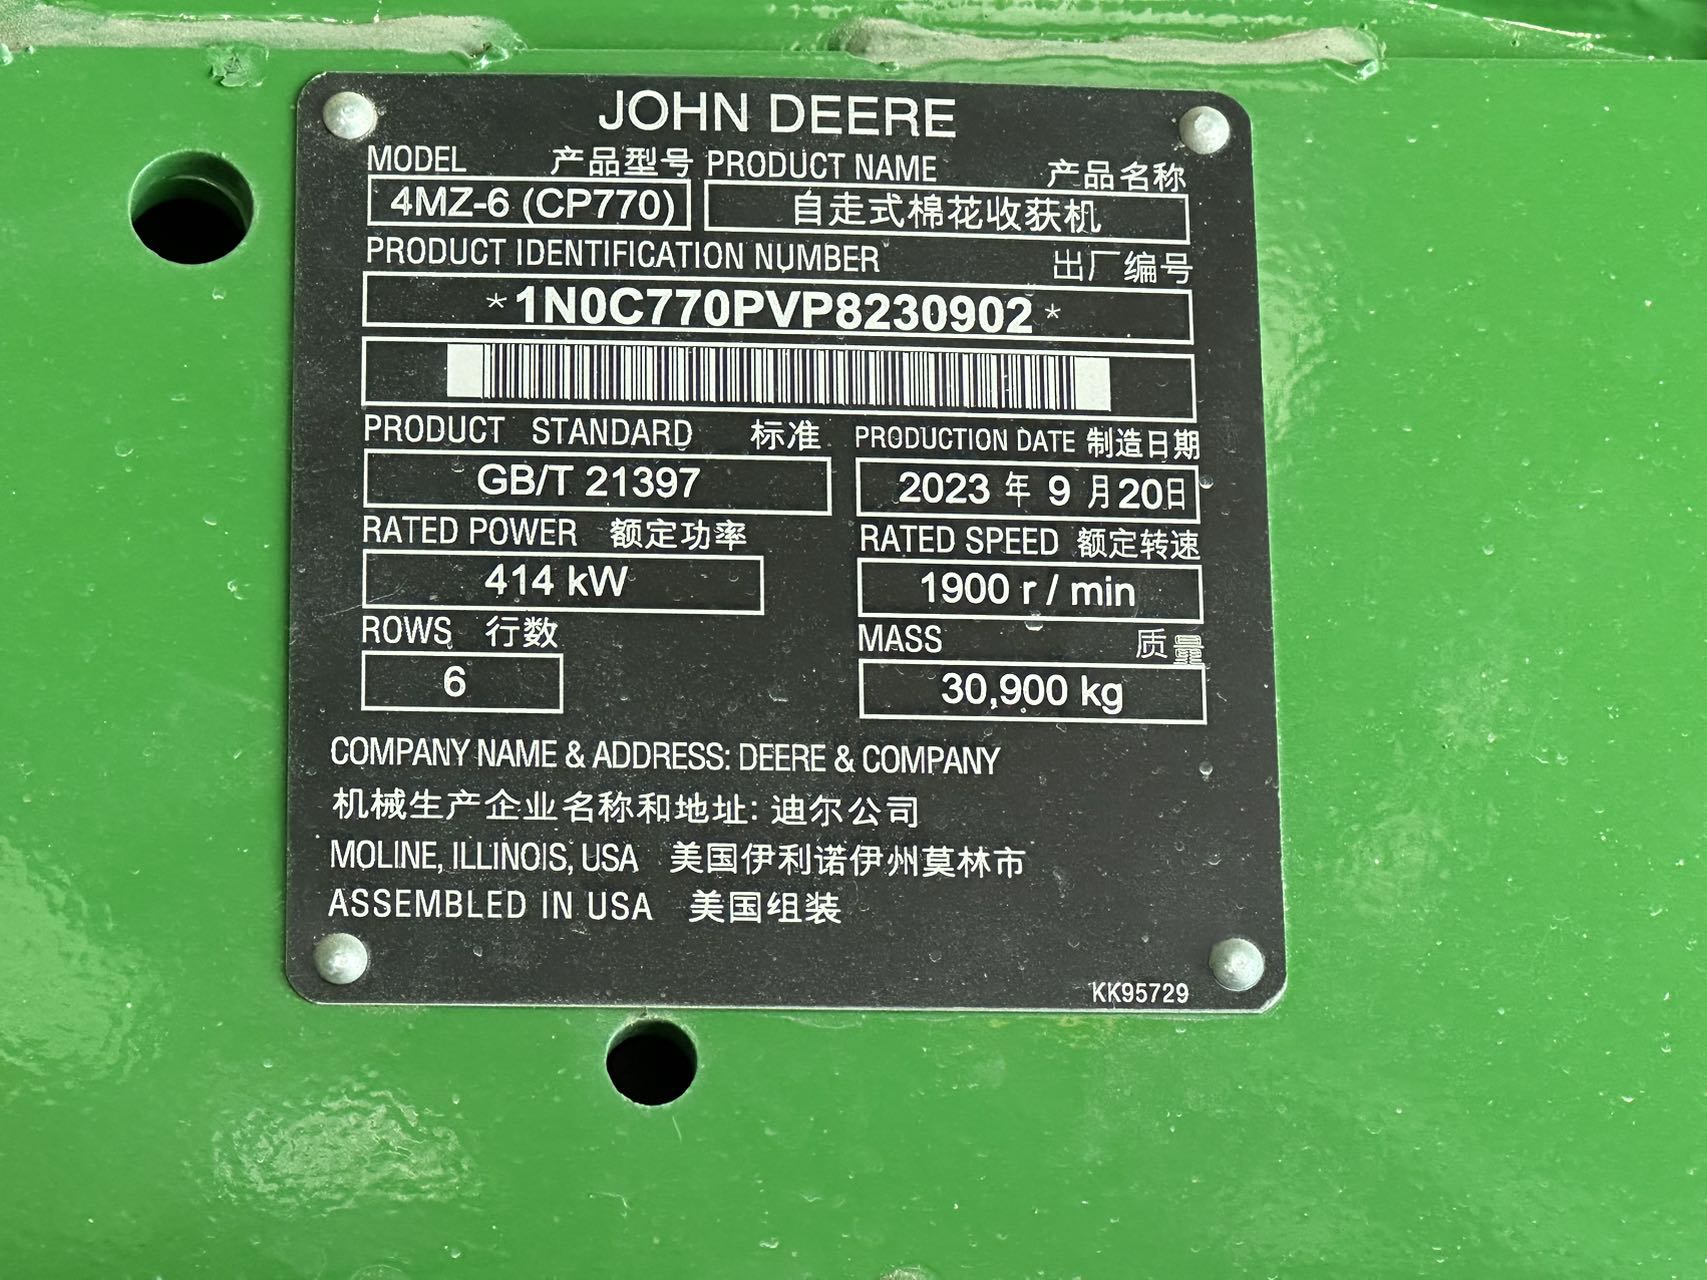 JOHN DEERE
MODEL 产品型号 PRODUCT NAME 产品名称
4MZ-6 (CP770) 自走式棉花收获机
PRODUCT IDENTIFICATION NUMBER 出厂编号
*1N0C770PVP8230902*
PRODUCT STANDARD 标准 PRODUCTION DATE 制造日期
GB/T 21397 2023 年 9 月20日
RATED POWER 额定功率 RATED SPEED 额定转速
414 kW 1900 r / min
ROWS 行数 MASS 质量
6 30,900 kg
COMPANY NAME & ADDRESS: DEERE & COMPANY
机械生产企业名称和地址: 迪尔公司
MOLINE, ILLINOIS, USA 美国伊利诺伊州莫林市
ASSEMBLED IN USA 美国组装
KK95729